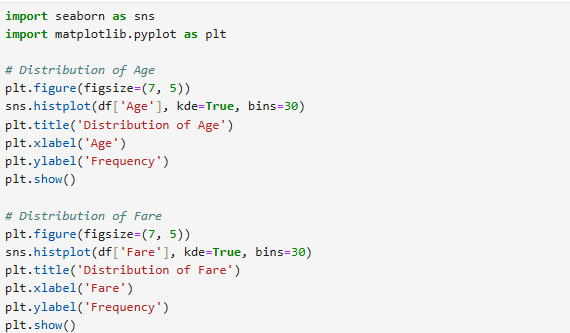 import seaborn as sns
import matplotlib.pyplot as plt
# Distribution of Age
plt.figure(figsize=(7, 5))
sns.histplot(df['Age'], kde=True, bins=30)
plt.title('Distribution of Age')
plt.xlabel('Age')
plt.ylabel('Frequency')
plt.show()
# Distribution of Fare
plt.figure(figsize=(7, 5))
sns.histplot(df['Fare'], kde=True, bins=30)
plt.title('Distribution of Fare')
plt.xlabel('Fare')
plt.ylabel('Frequency')
plt.show()